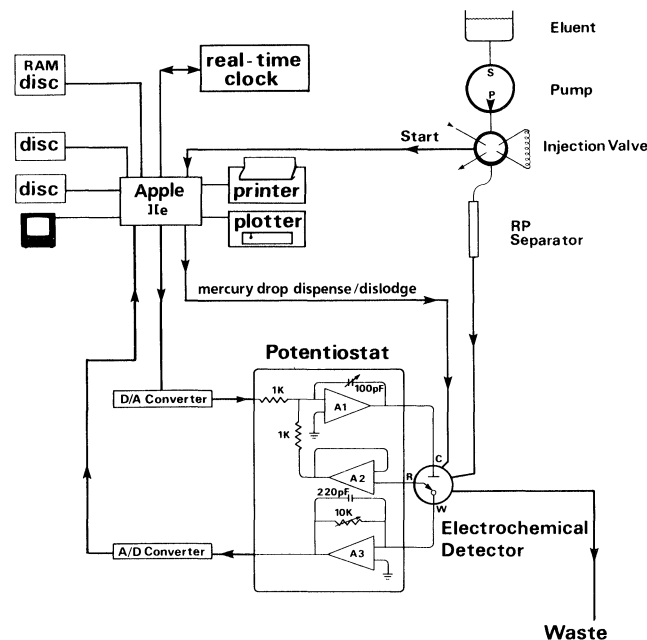 Eluent
RAM
disc
real-time
clock
S
P
Pump
Start
Injection Valve
disc
disc
Apple
][e
printer
plotter
RP
Separator
mercury drop dispense/dislodge
Potentiostat
D/A Converter
1K
100pF
A1
1K
A2
C
R
W
220pF
10K
A3
A/D Converter
Electrochemical
Detector
Waste